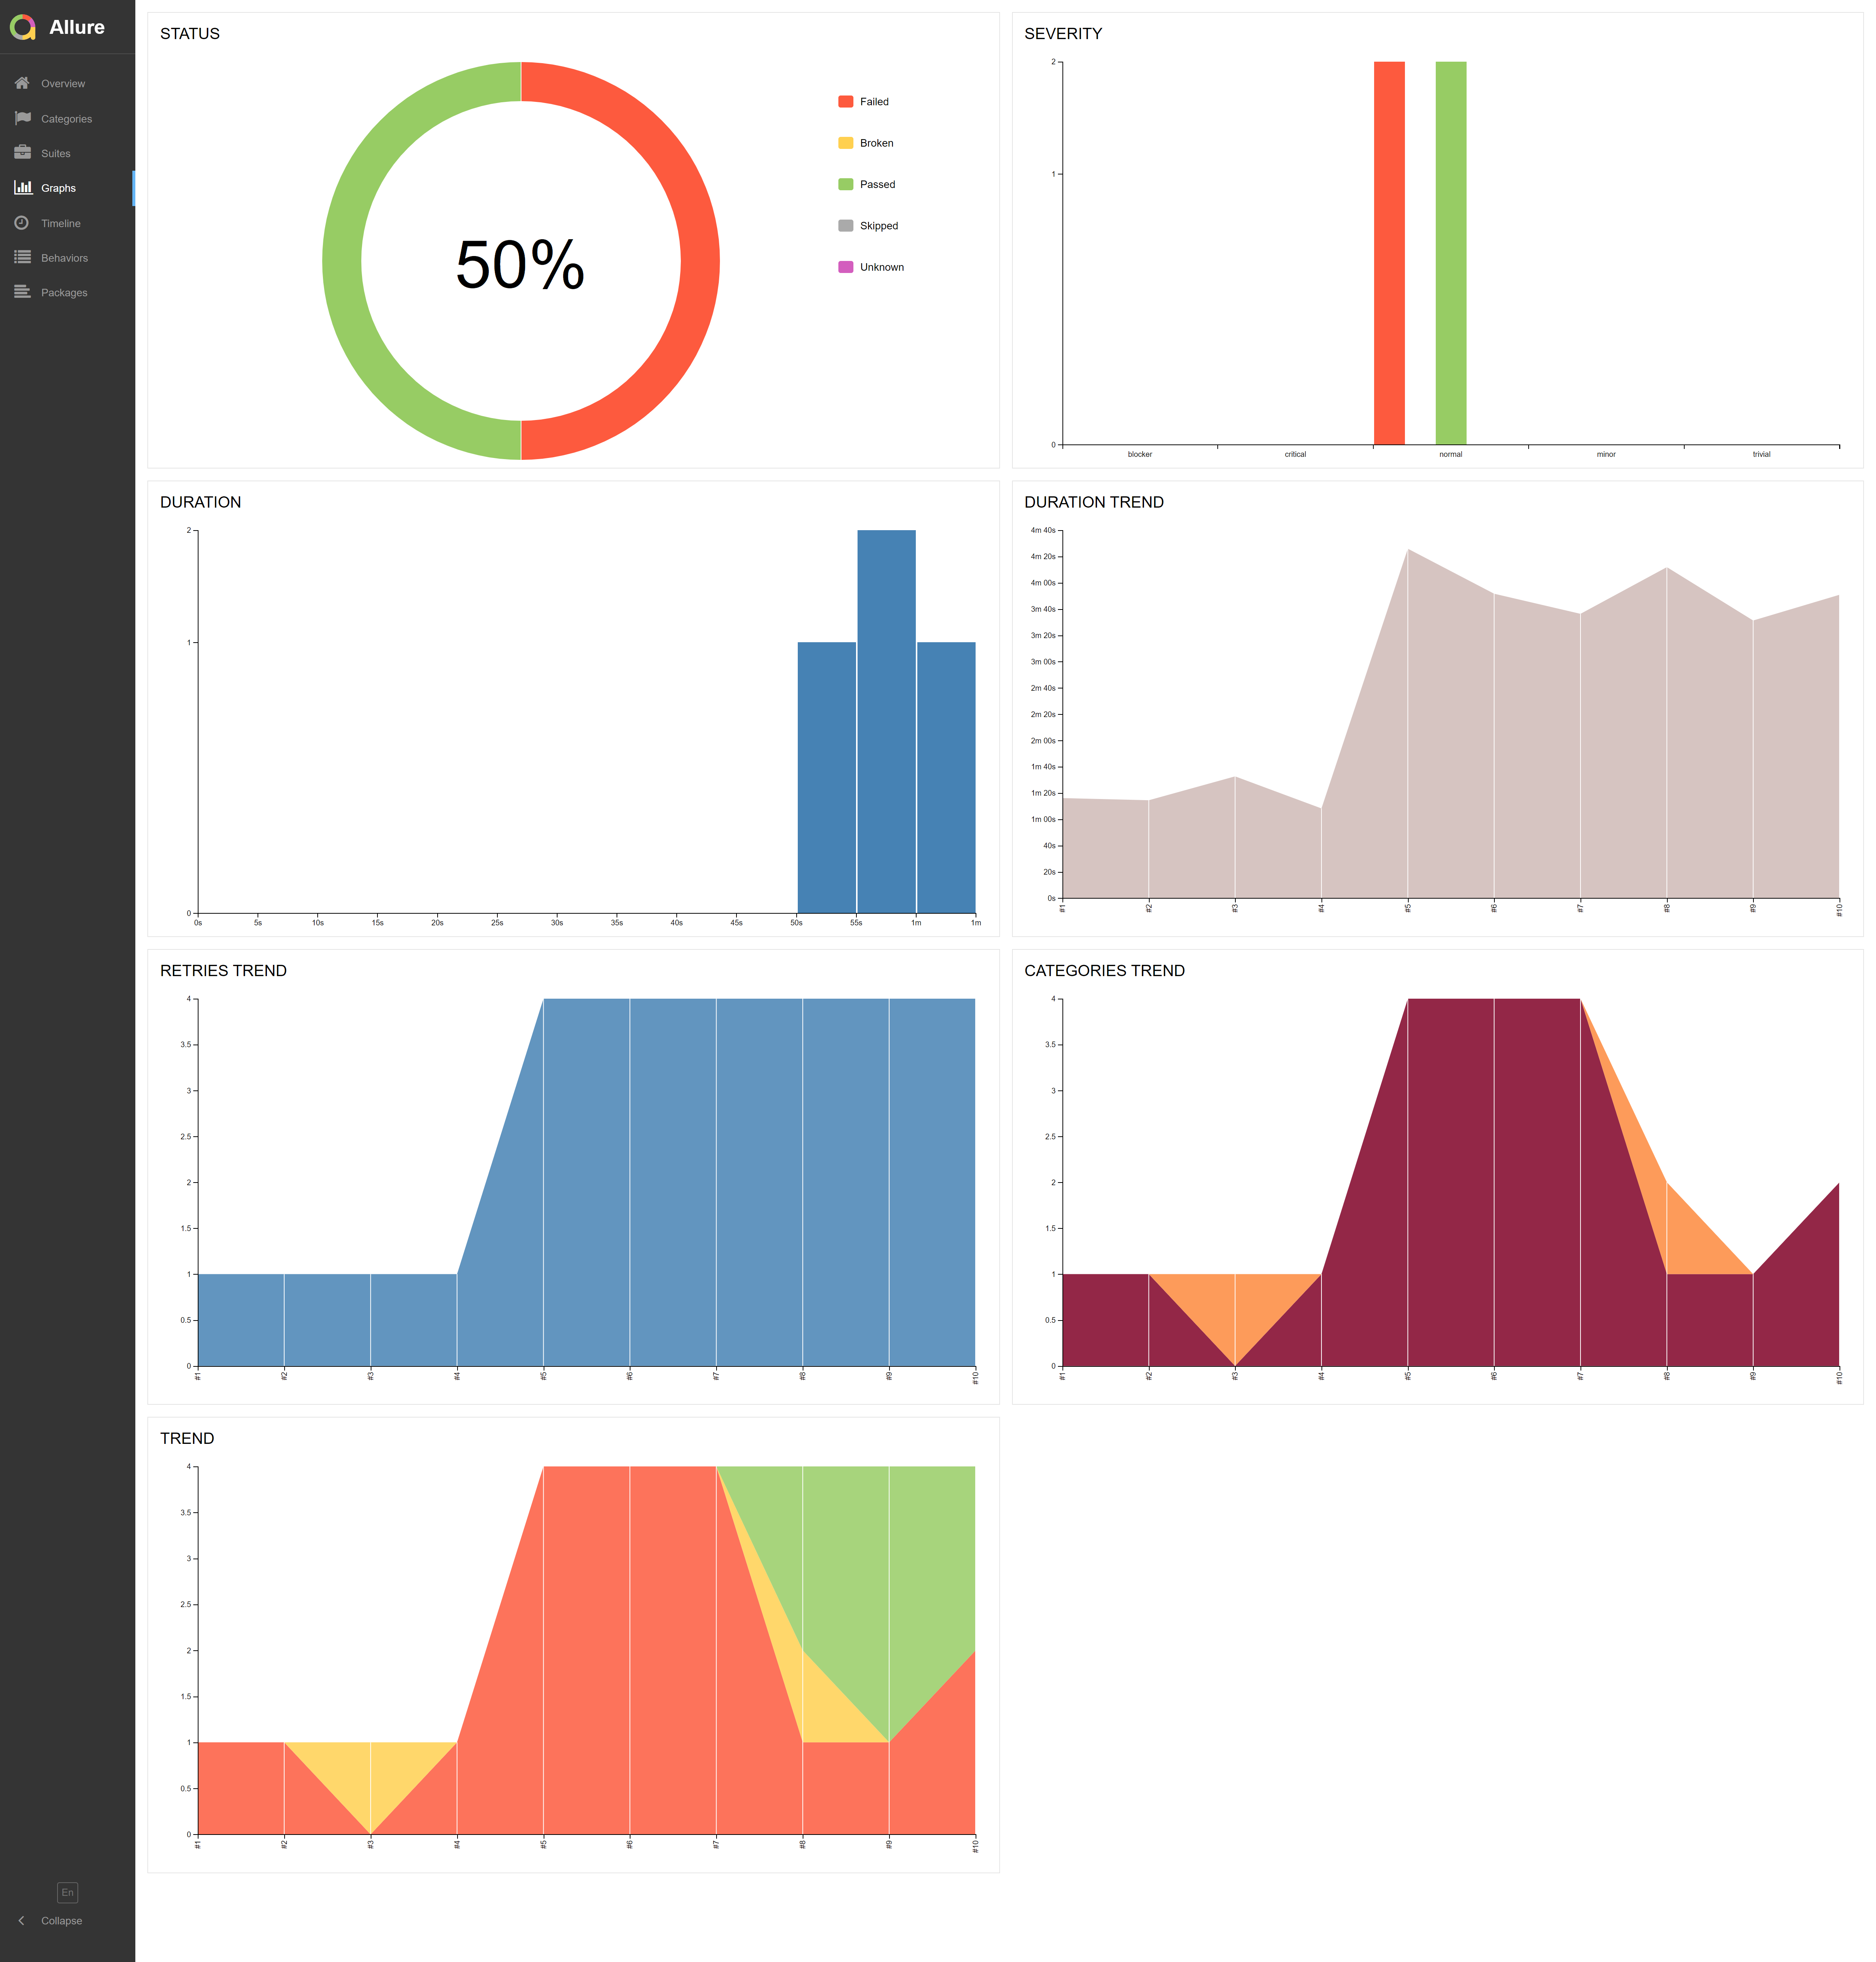 Allure
Overview
Categories
Suites
Graphs
Timeline
Behaviors
Packages
En
Collapse
STATUS
50%
Failed
Broken
Passed
Skipped
Unknown
SEVERITY
2
1
0
blocker critical normal minor trivial
DURATION
2
1
0
0s 5s 10s 15s 20s 25s 30s 35s 40s 45s 50s 55s 1m 1m
DURATION TREND
4m 40s
4m 20s
4m 00s
3m 40s
3m 20s
3m 00s
2m 40s
2m 20s
2m 00s
1m 40s
1m 20s
1m 00s
40s
20s
0s
#1 #2 #3 #4 #5 #6 #7 #8 #9 #10
RETRIES TREND
4
3.5
3
2.5
2
1.5
1
0.5
0
#1 #2 #3 #4 #5 #6 #7 #8 #9 #10
CATEGORIES TREND
4
3.5
3
2.5
2
1.5
1
0.5
0
#1 #2 #3 #4 #5 #6 #7 #8 #9 #10
TREND
4
3.5
3
2.5
2
1.5
1
0.5
0
#1 #2 #3 #4 #5 #6 #7 #8 #9 #10